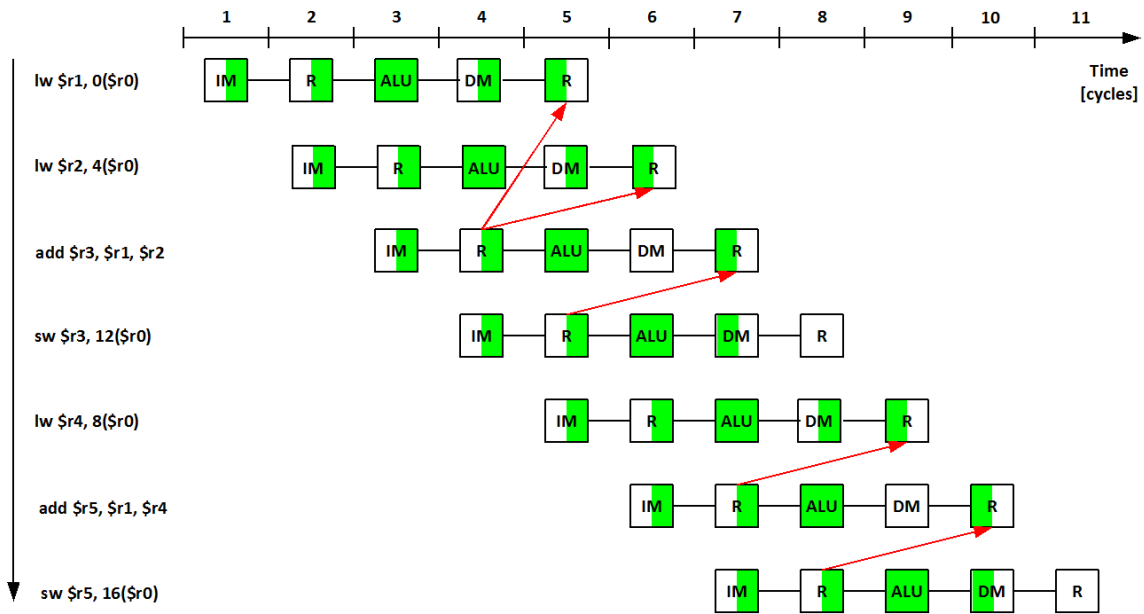 1 2 3 4 5 6 7 8 9 10 11
Time
[cycles]
lw $r1, 0($r0) IM R ALU DM R
lw $r2, 4($r0) IM R ALU DM R
add $r3, $r1, $r2 IM R ALU DM R
sw $r3, 12($r0) IM R ALU DM R
lw $r4, 8($r0) IM R ALU DM R
add $r5, $r1, $r4 IM R ALU DM R
sw $r5, 16($r0) IM R ALU DM R